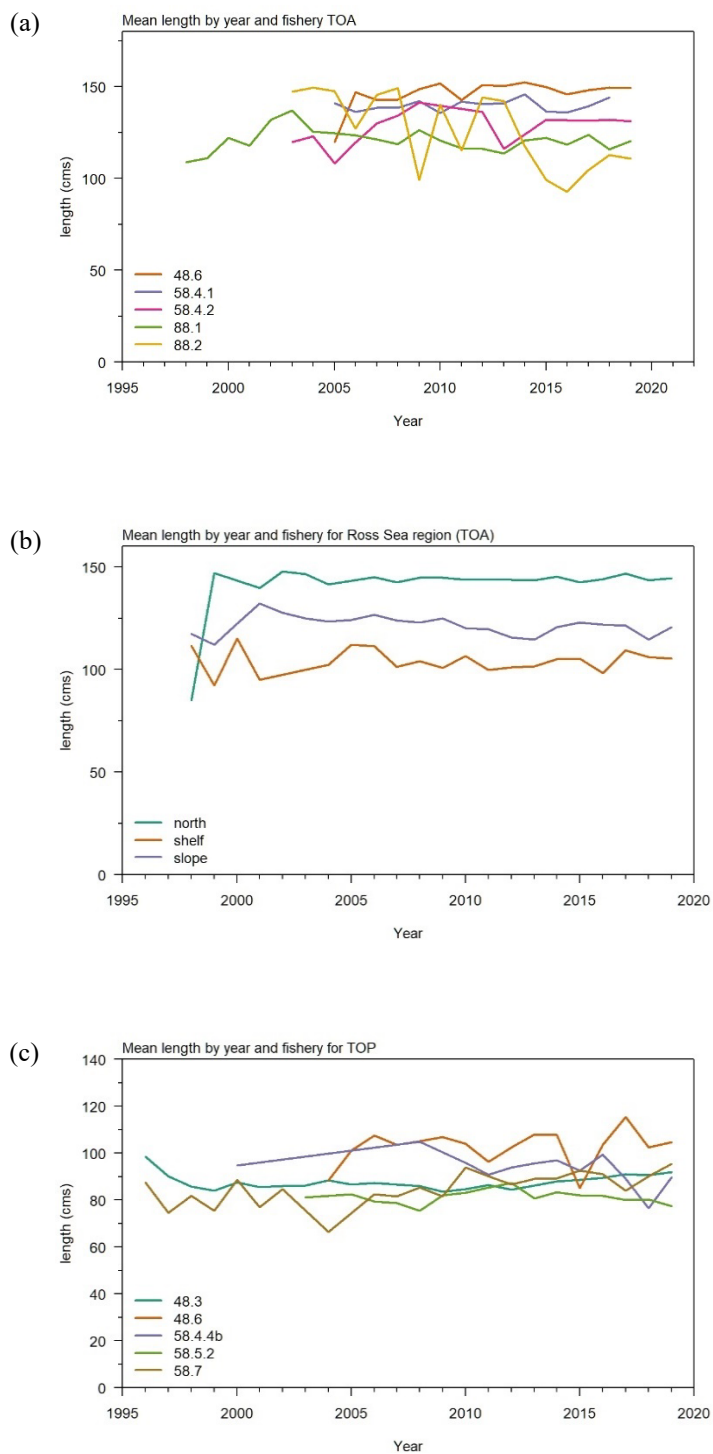 (a)
Mean length by year and fishery TOA
150
100
50
0
length (cms)
48.6
58.4.1
58.4.2
88.1
88.2
1995 2000 2005 2010 2015 2020
Year
(b)
Mean length by year and fishery for Ross Sea region (TOA)
150
100
50
0
length (cms)
north
shelf
slope
1995 2000 2005 2010 2015 2020
Year
(c)
Mean length by year and fishery for TOP
140
120
100
80
60
40
20
0
length (cms)
48.3
48.6
58.4.4b
58.5.2
58.7
1995 2000 2005 2010 2015 2020
Year